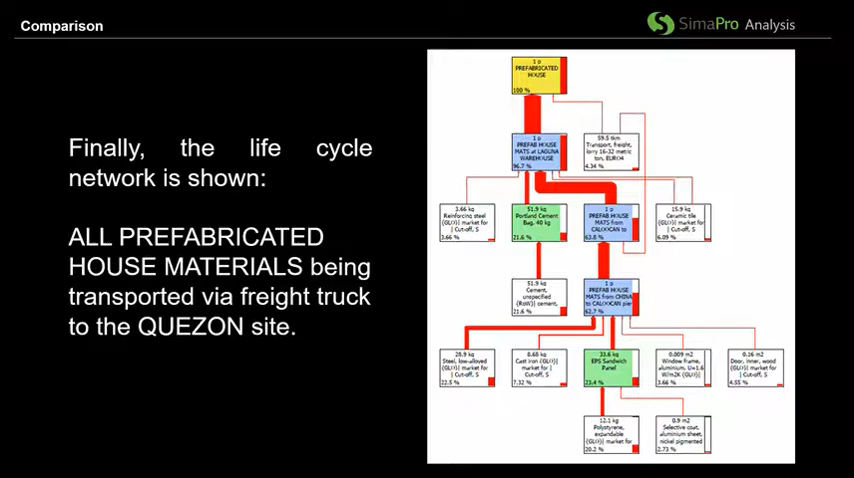 Comparison
SimaPro Analysis
Finally, the life cycle
network is shown:
ALL PREFABRICATED
HOUSE MATERIALS being
transported via freight truck
to the QUEZON site.
1 p
PREFABRICATED
HOUSE
100 %
1 p
PREFAB HOUSE
MATS at LAGUNA
WAREHOUSE
96.7 %
59.5 tkm
Transport, freight,
lorry 16-32 metric
ton, EURO4
4.34 %
3.66 kg
Reinforcing steel
{GLO}| market for
| Cut-off, S
3.66 %
51.9 kg
Portland Cement
Bag, 40 kg
21.6 %
1 p
PREFAB HOUSE
MATS from
CALOOCAN to
63.8 %
15.9 kg
Ceramic tile
{GLO}| market for
| Cut-off, S
6.09 %
51.9 kg
Cement,
unspecified
{RoW}| cement,
21.6 %
1 p
PREFAB HOUSE
MATS from CHINA
to CALOOCAN pier
62.7 %
28.9 kg
Steel, low-alloyed
{GLO}| market for
| Cut-off, S
22.5 %
8.68 kg
Cast iron {GLO}|
market for |
Cut-off, S
7.32 %
33.6 kg
EPS Sandwich
Panel
23.4 %
0.009 m2
Window frame,
aluminium, U=1.6
W/m2K {GLO}|
3.66 %
0.16 m2
Door, inner, wood
{GLO}| market for
| Cut-off, S
4.55 %
12.1 kg
Polystyrene,
expandable
{GLO}| market for
20.2 %
0.9 m2
Selective coat,
aluminium sheet,
nickel pigmented
2.73 %